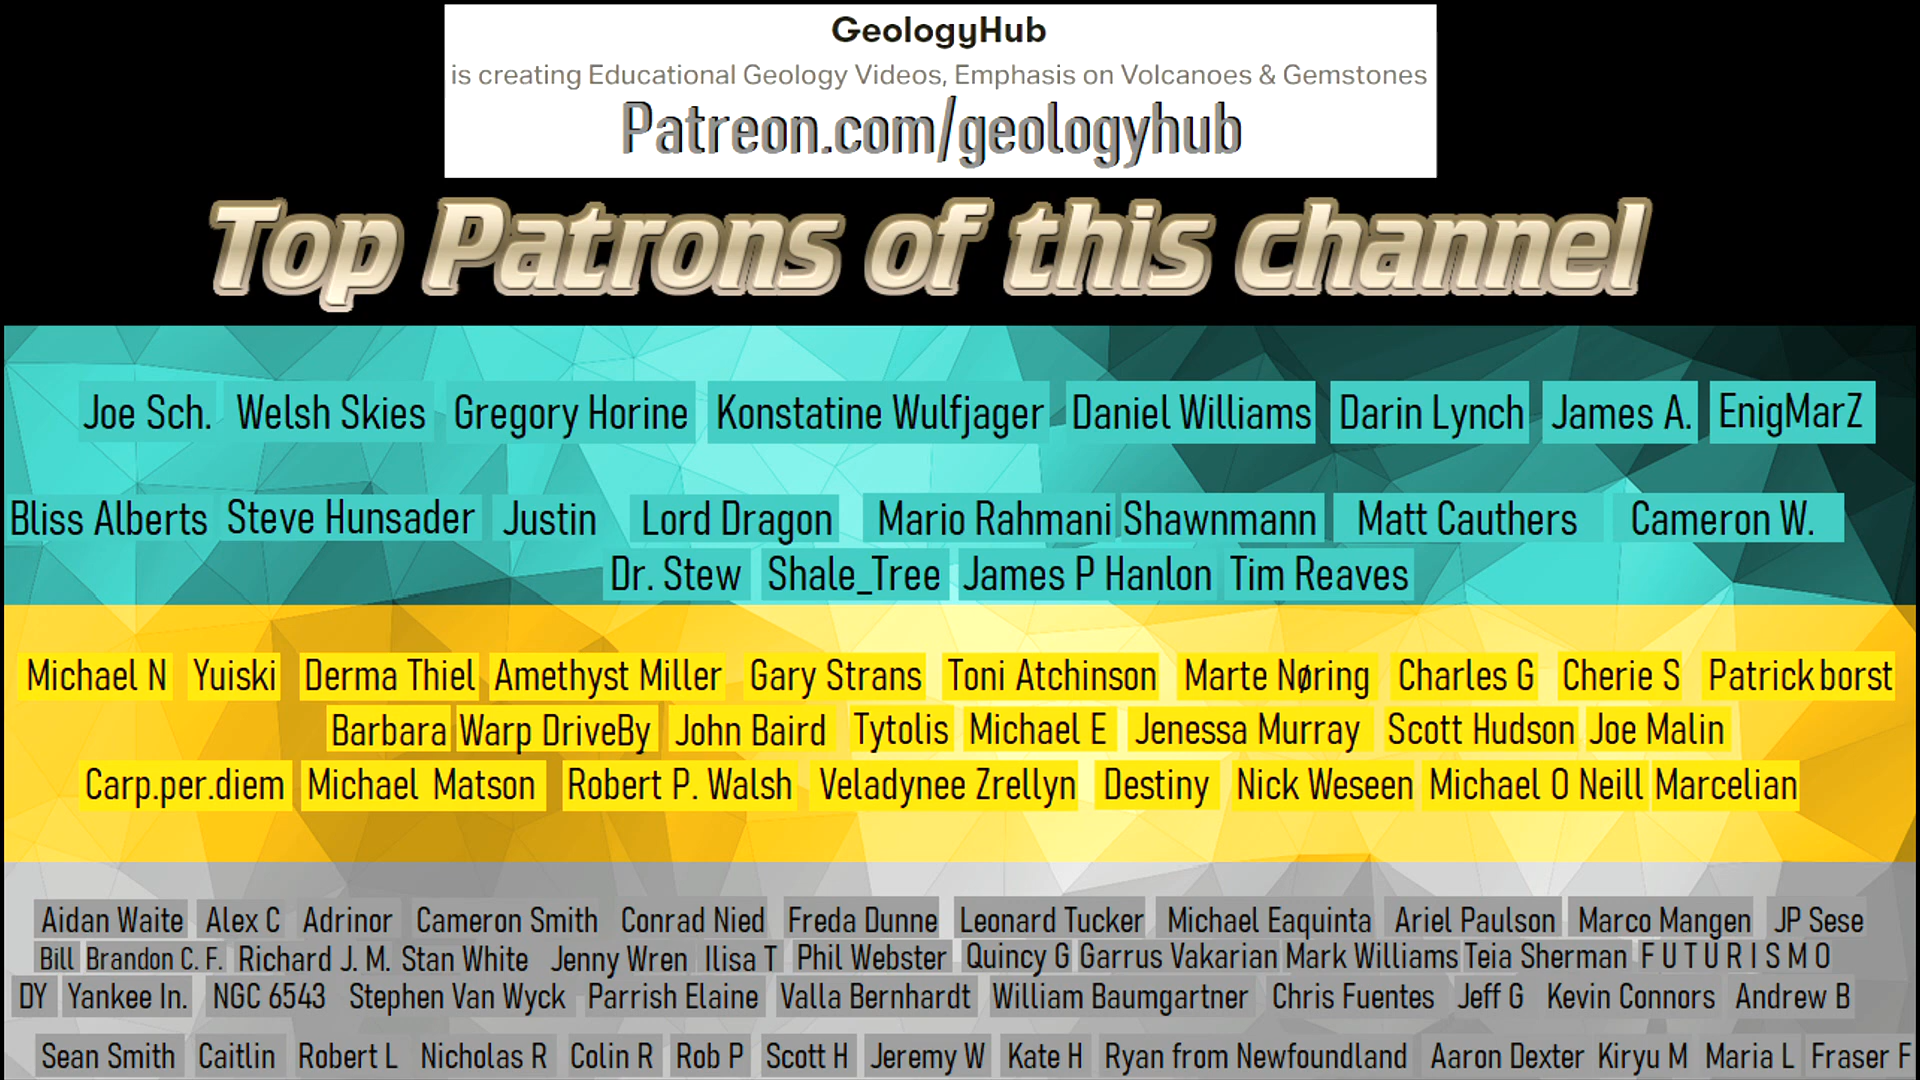 GeologyHub
is creating Educational Geology Videos, Emphasis on Volcanoes & Gemstones
Patreon.com/geologyhub
Top Patrons of this channel
Joe Sch. Welsh Skies Gregory Horine Konstatine Wulfjager Daniel Williams Darin Lynch James A. EnigMarZ
Bliss Alberts Steve Hunsader Justin Lord Dragon Mario Rahmani Shawnmann Matt Cauthers Cameron W.
Dr. Stew Shale_Tree James P Hanlon Tim Reaves
Michael N Yuiski Derma Thiel Amethyst Miller Gary Strans Toni Atchinson Marte Nøring Charles G Cherie S Patrick borst
Barbara Warp DriveBy John Baird Tytolis Michael E Jenessa Murray Scott Hudson Joe Malin
Carp.per.diem Michael Matson Robert P. Walsh Veladynee Zrellyn Destiny Nick Weseen Michael O Neill Marcelian
Aidan Waite Alex C Adrinor Cameron Smith Conrad Nied Freda Dunne Leonard Tucker Michael Eaquinta Ariel Paulson Marco Mangen JP Sese
Bill Brandon C. F. Richard J. M. Stan White Jenny Wren Ilisa T Phil Webster Quincy G Garrus Vakarian Mark Williams Teia Sherman F U T U R I S M O
DY Yankee In. NGC 6543 Stephen Van Wyck Parrish Elaine Valla Bernhardt William Baumgartner Chris Fuentes Jeff G Kevin Connors Andrew B
Sean Smith Caitlin Robert L Nicholas R Colin R Rob P Scott H Jeremy W Kate H Ryan from Newfoundland Aaron Dexter Kiryu M Maria L Fraser F